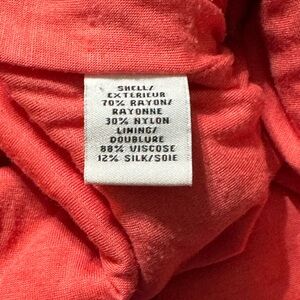 SHELL/
EXTERIEUR
70% RAYON/
RAYONNE
30% NYLON
LINING/
DOUBLURE
88% VISCOSE
12% SILK/SOIE